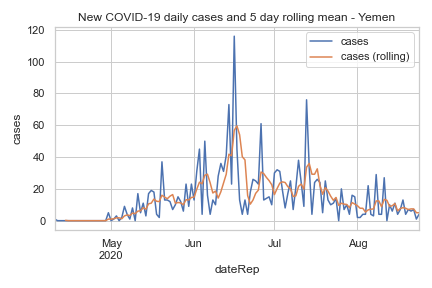 New COVID-19 daily cases and 5 day rolling mean - Yemen
cases
cases (rolling)
120
100
80
60
40
20
0
cases
May
2020
Jun
Jul
Aug
dateRep